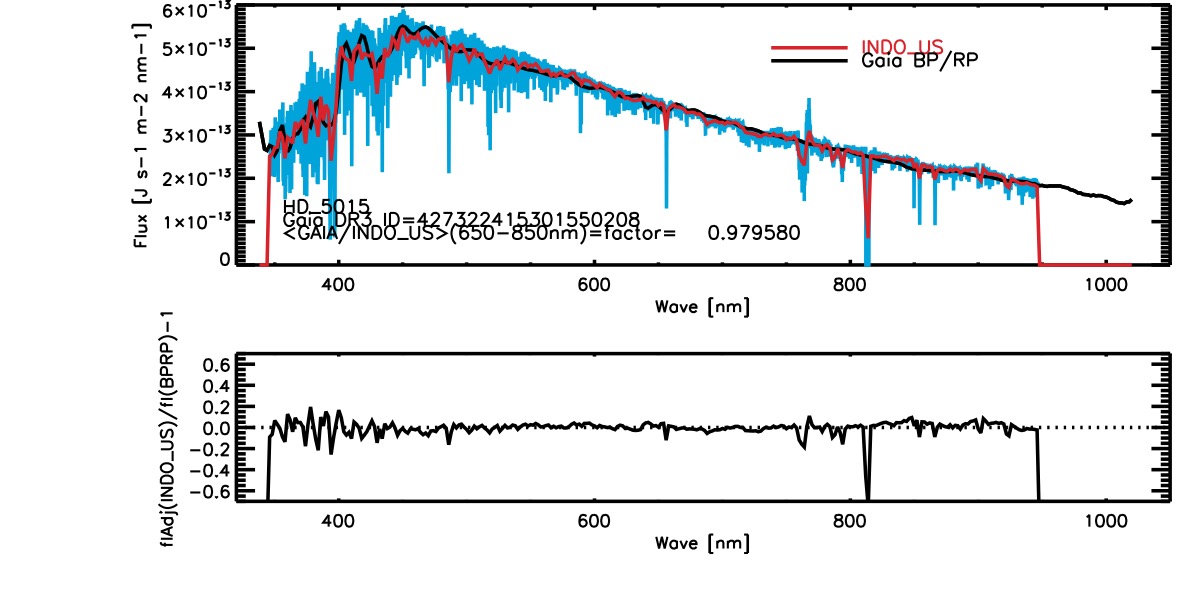 6×10−13
5×10−13
4×10−13
3×10−13
2×10−13
1×10−13
0
Flux [J s−1 m−2 nm−1]
INDO_US
Gaia BP/RP
HD_5015
Gaia DR3 ID=427322415301550208
<GAIA/INDO_US>(650−850nm)=factor= 0.979580
400 600 800 1000
Wave [nm]
flAdj(INDO_US)/fl(BPRP)−1
0.6
0.4
0.2
0.0
−0.2
−0.4
−0.6
400 600 800 1000
Wave [nm]